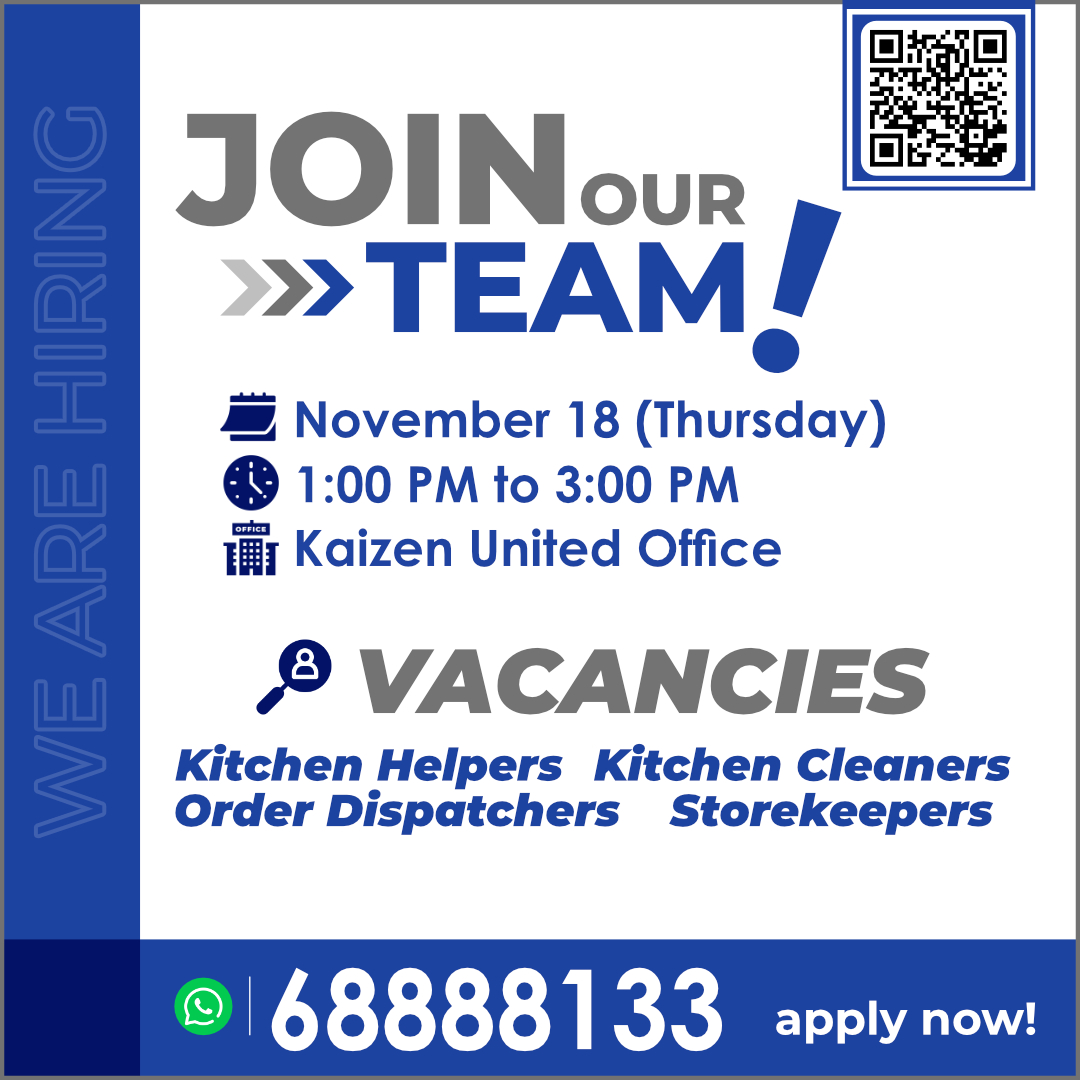 WE ARE HIRING
JOIN OUR
TEAM!
November 18 (Thursday)
1:00 PM to 3:00 PM
OFFICE
Kaizen United Office
VACANCIES
Kitchen Helpers Kitchen Cleaners
Order Dispatchers Storekeepers
68888133 apply now!